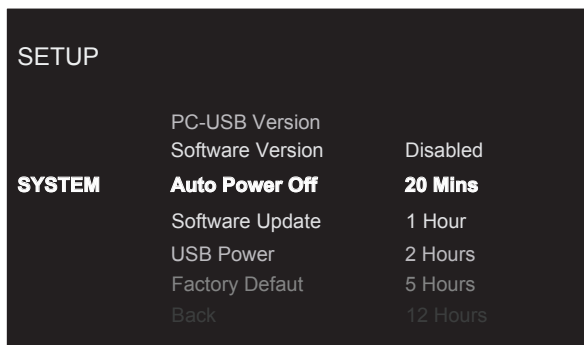 SETUP
PC-USB Version
Software Version Disabled
SYSTEM Auto Power Off 20 Mins
Software Update 1 Hour
USB Power 2 Hours
Factory Defaut 5 Hours
Back 12 Hours